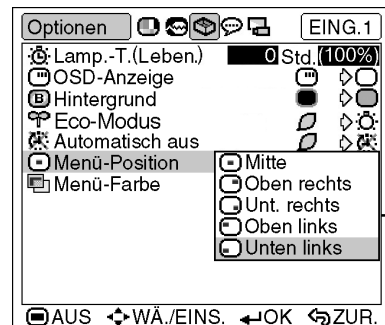 Optionen EING.1
Lamp.-T.(Leben.) 0 Std.(100%)
OSD-Anzeige
B Hintergrund
Eco-Modus
Automatisch aus
Menü-Position
Menü-Farbe
Mitte
Oben rechts
Unt. rechts
Oben links
Unten links
AUS WÄ./EINS. OK ZUR.